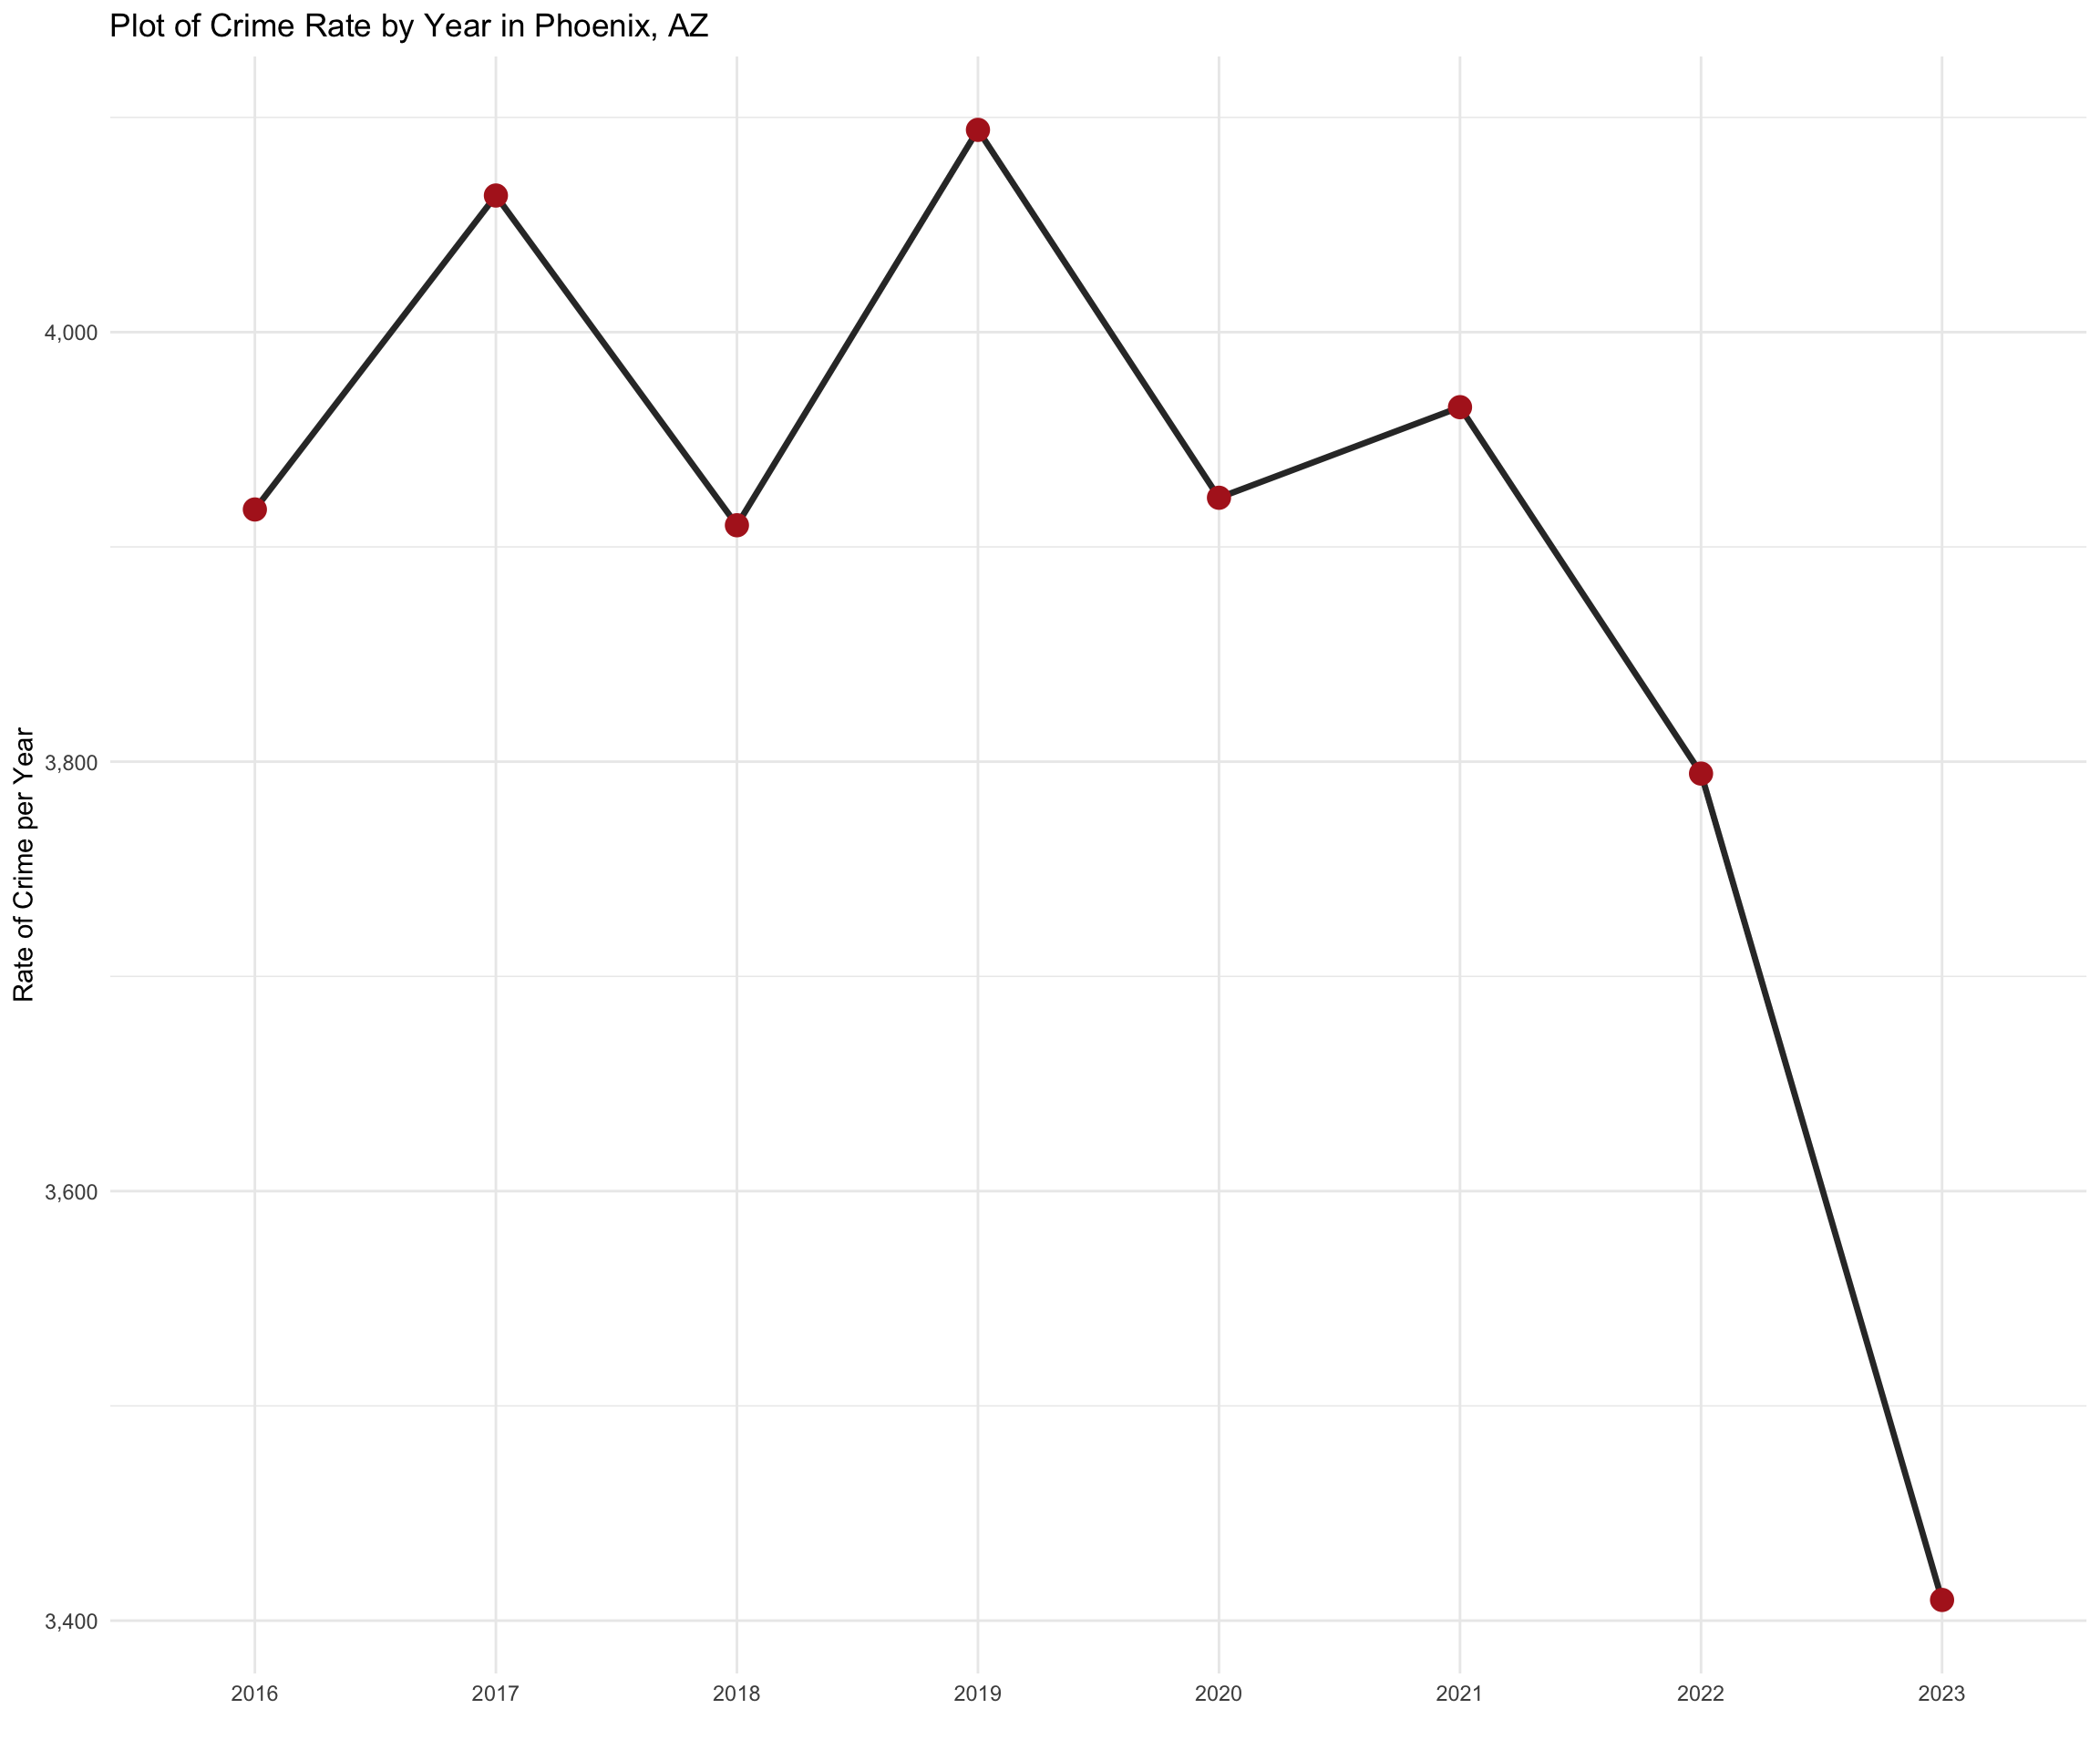 Plot of Crime Rate by Year in Phoenix, AZ
Rate of Crime per Year
4,000
3,800
3,600
3,400
2016 2017 2018 2019 2020 2021 2022 2023